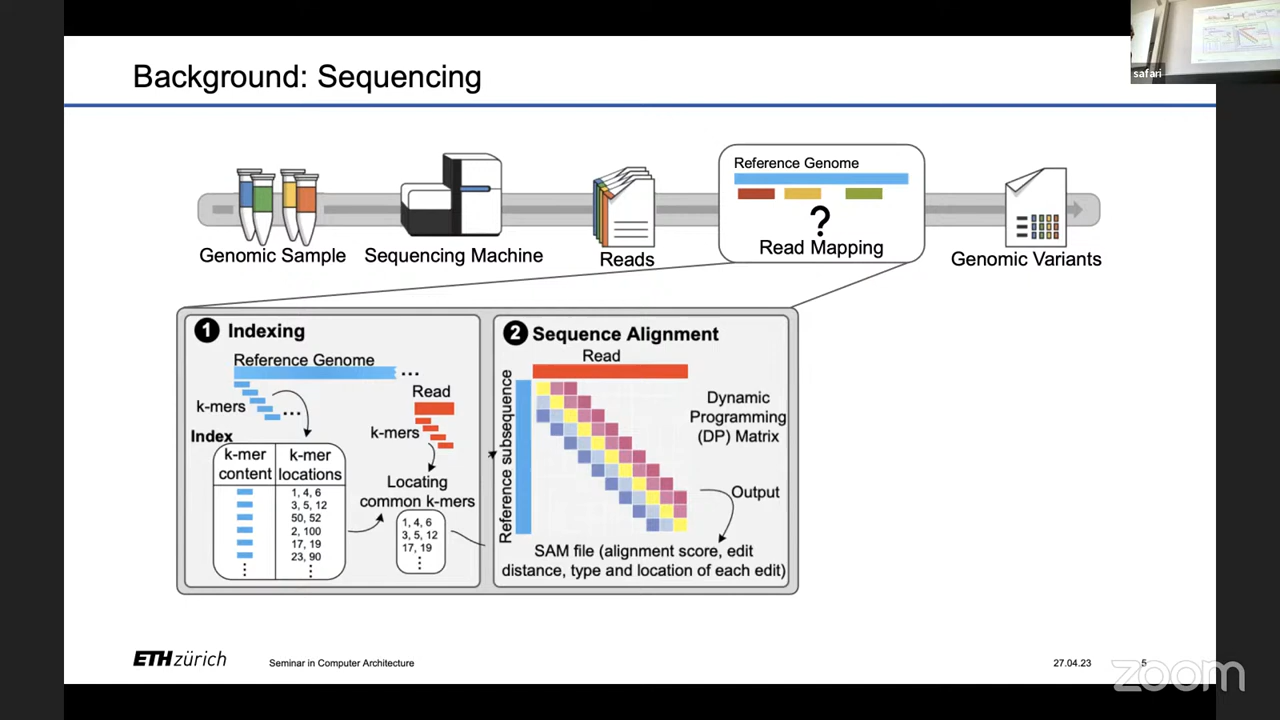 Background: Sequencing
safari
Genomic Sample
Sequencing Machine
Reads
Reference Genome
?
Read Mapping
Genomic Variants
1 Indexing
Reference Genome
...
k-mers
...
Read
k-mers
Index
k-mer content
k-mer locations
1, 4, 6
3, 5, 12
50, 52
2, 100
17, 19
23, 90
Locating
common k-mers
1, 4, 6
3, 5, 12
17, 19
2 Sequence Alignment
Read
Reference subsequence
Dynamic
Programming
(DP) Matrix
Output
SAM file (alignment score, edit
distance, type and location of each edit)
ETH zürich
Seminar in Computer Architecture
27.04.23
5
zoom